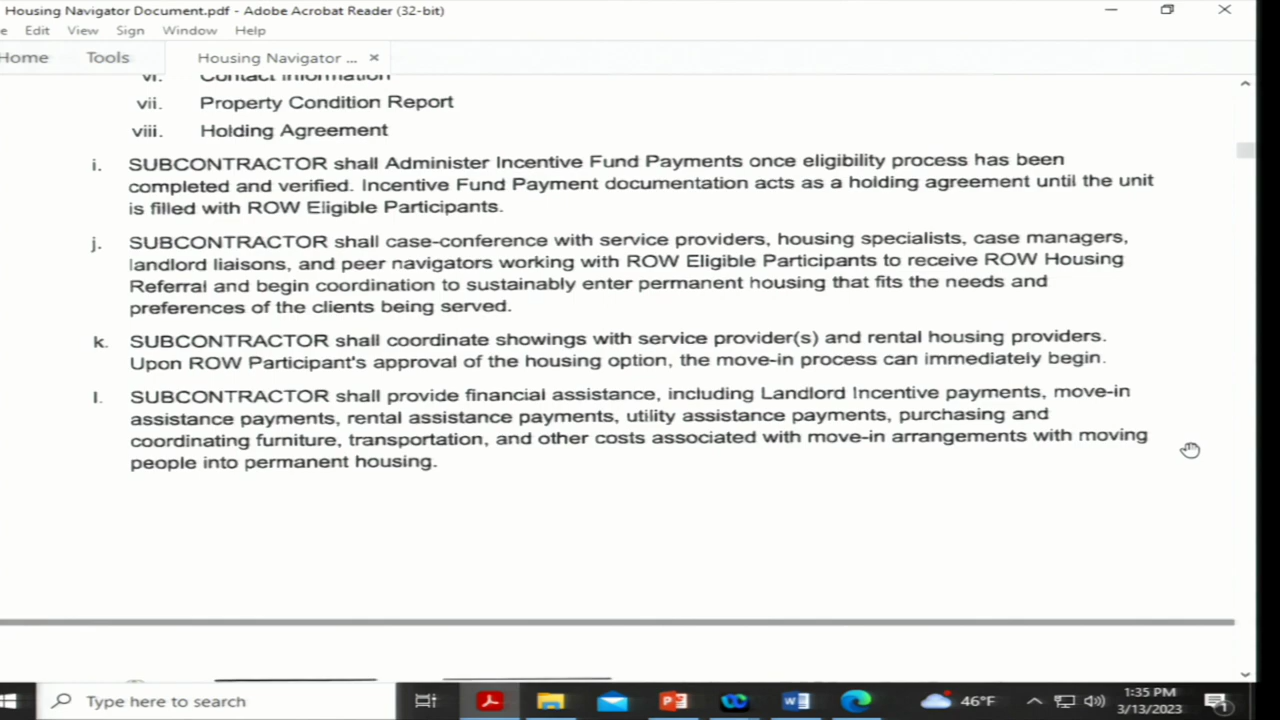 Housing Navigator Document.pdf - Adobe Acrobat Reader (32-bit)
Edit View Sign Window Help
Home Tools Housing Navigator ... ×
vi. Contact Information
vii. Property Condition Report
viii. Holding Agreement
i. SUBCONTRACTOR shall Administer Incentive Fund Payments once eligibility process has been
completed and verified. Incentive Fund Payment documentation acts as a holding agreement until the unit
is filled with ROW Eligible Participants.
j. SUBCONTRACTOR shall case-conference with service providers, housing specialists, case managers,
landlord liaisons, and peer navigators working with ROW Eligible Participants to receive ROW Housing
Referral and begin coordination to sustainably enter permanent housing that fits the needs and
preferences of the clients being served.
k. SUBCONTRACTOR shall coordinate showings with service provider(s) and rental housing providers.
Upon ROW Participant's approval of the housing option, the move-in process can immediately begin.
l. SUBCONTRACTOR shall provide financial assistance, including Landlord Incentive payments, move-in
assistance payments, rental assistance payments, utility assistance payments, purchasing and
coordinating furniture, transportation, and other costs associated with move-in arrangements with moving
people into permanent housing.
Type here to search
46°F
1:35 PM
3/13/2023
1